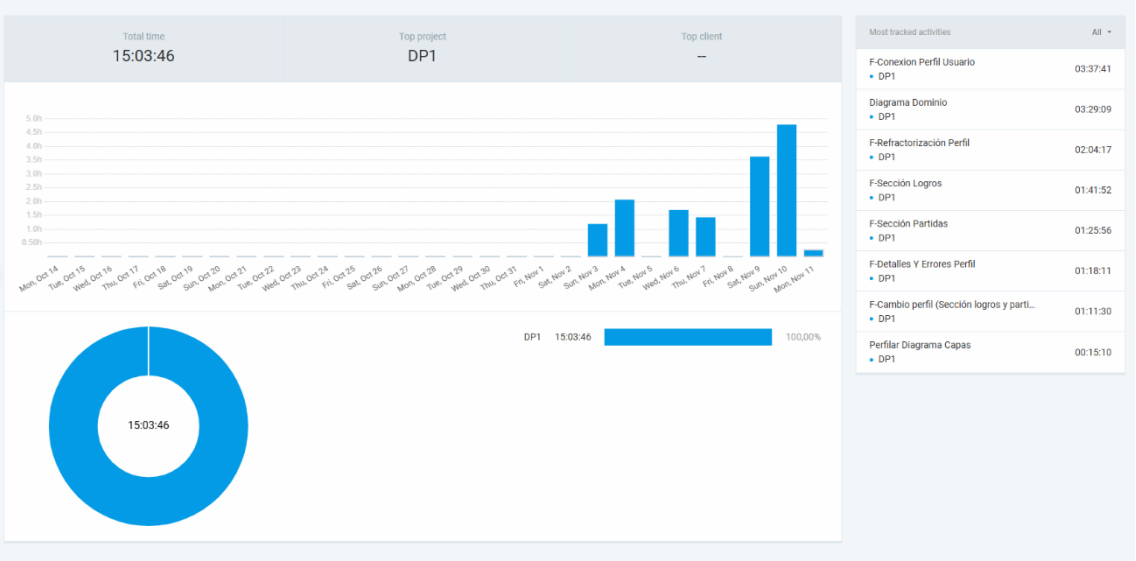 Total time
15:03:46
Top project
DP1
Top client
--
5.0h
4.5h
4.0h
3.5h
3.0h
2.5h
2.0h
1.5h
1.0h
0.50h
Mon, Oct 14
Tue, Oct 15
Wed, Oct 16
Thu, Oct 17
Fri, Oct 18
Sat, Oct 19
Sun, Oct 20
Mon, Oct 21
Tue, Oct 22
Wed, Oct 23
Thu, Oct 24
Fri, Oct 25
Sat, Oct 26
Sun, Oct 27
Mon, Oct 28
Tue, Oct 29
Wed, Oct 30
Thu, Oct 31
Fri, Nov 1
Sat, Nov 2
Sun, Nov 3
Mon, Nov 4
Tue, Nov 5
Wed, Nov 6
Thu, Nov 7
Fri, Nov 8
Sat, Nov 9
Sun, Nov 10
Mon, Nov 11
DP1 15:03:46 100,00%
15:03:46
Most tracked activities All
F-Conexion Perfil Usuario 03:37:41
• DP1
Diagrama Dominio 03:29:09
• DP1
F-Refractorización Perfil 02:04:17
• DP1
F-Sección Logros 01:41:52
• DP1
F-Sección Partidas 01:25:56
• DP1
F-Detalles Y Errores Perfil 01:18:11
• DP1
F-Cambio perfil (Sección logros y parti... 01:11:30
• DP1
Perfilar Diagrama Capas 00:15:10
• DP1